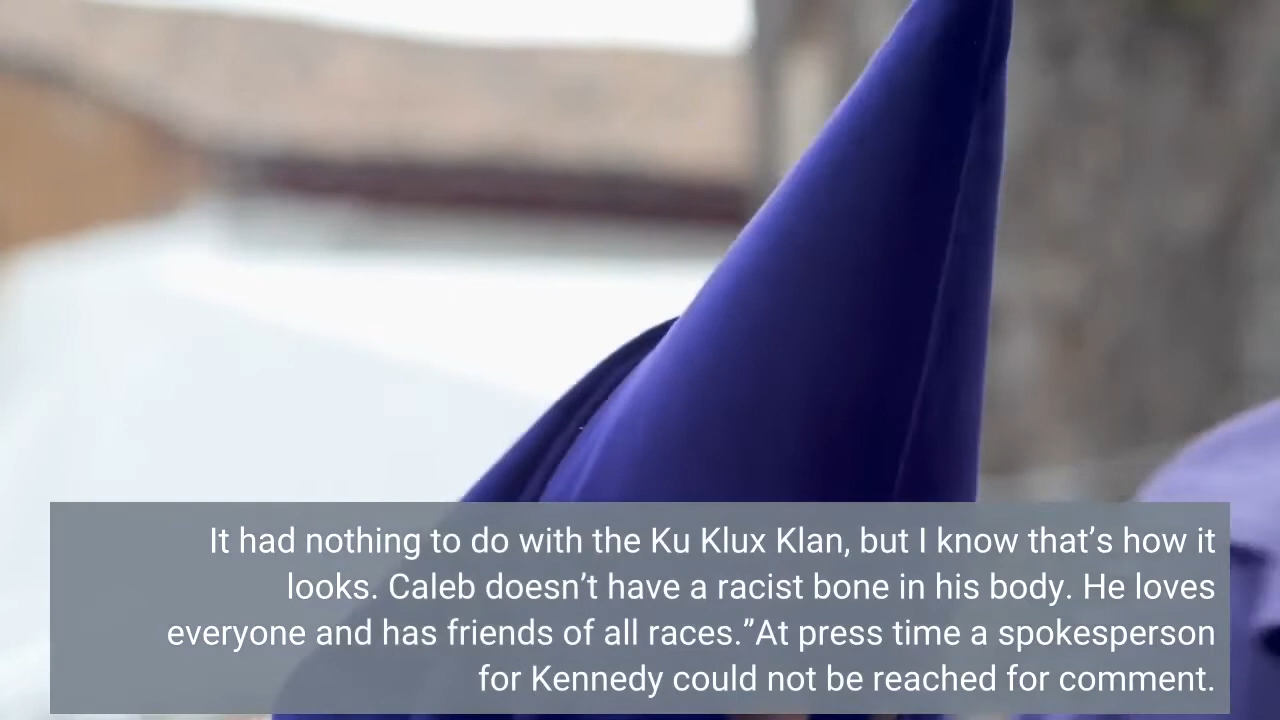 It had nothing to do with the Ku Klux Klan, but I know that’s how it
looks. Caleb doesn’t have a racist bone in his body. He loves
everyone and has friends of all races.”At press time a spokesperson
for Kennedy could not be reached for comment.